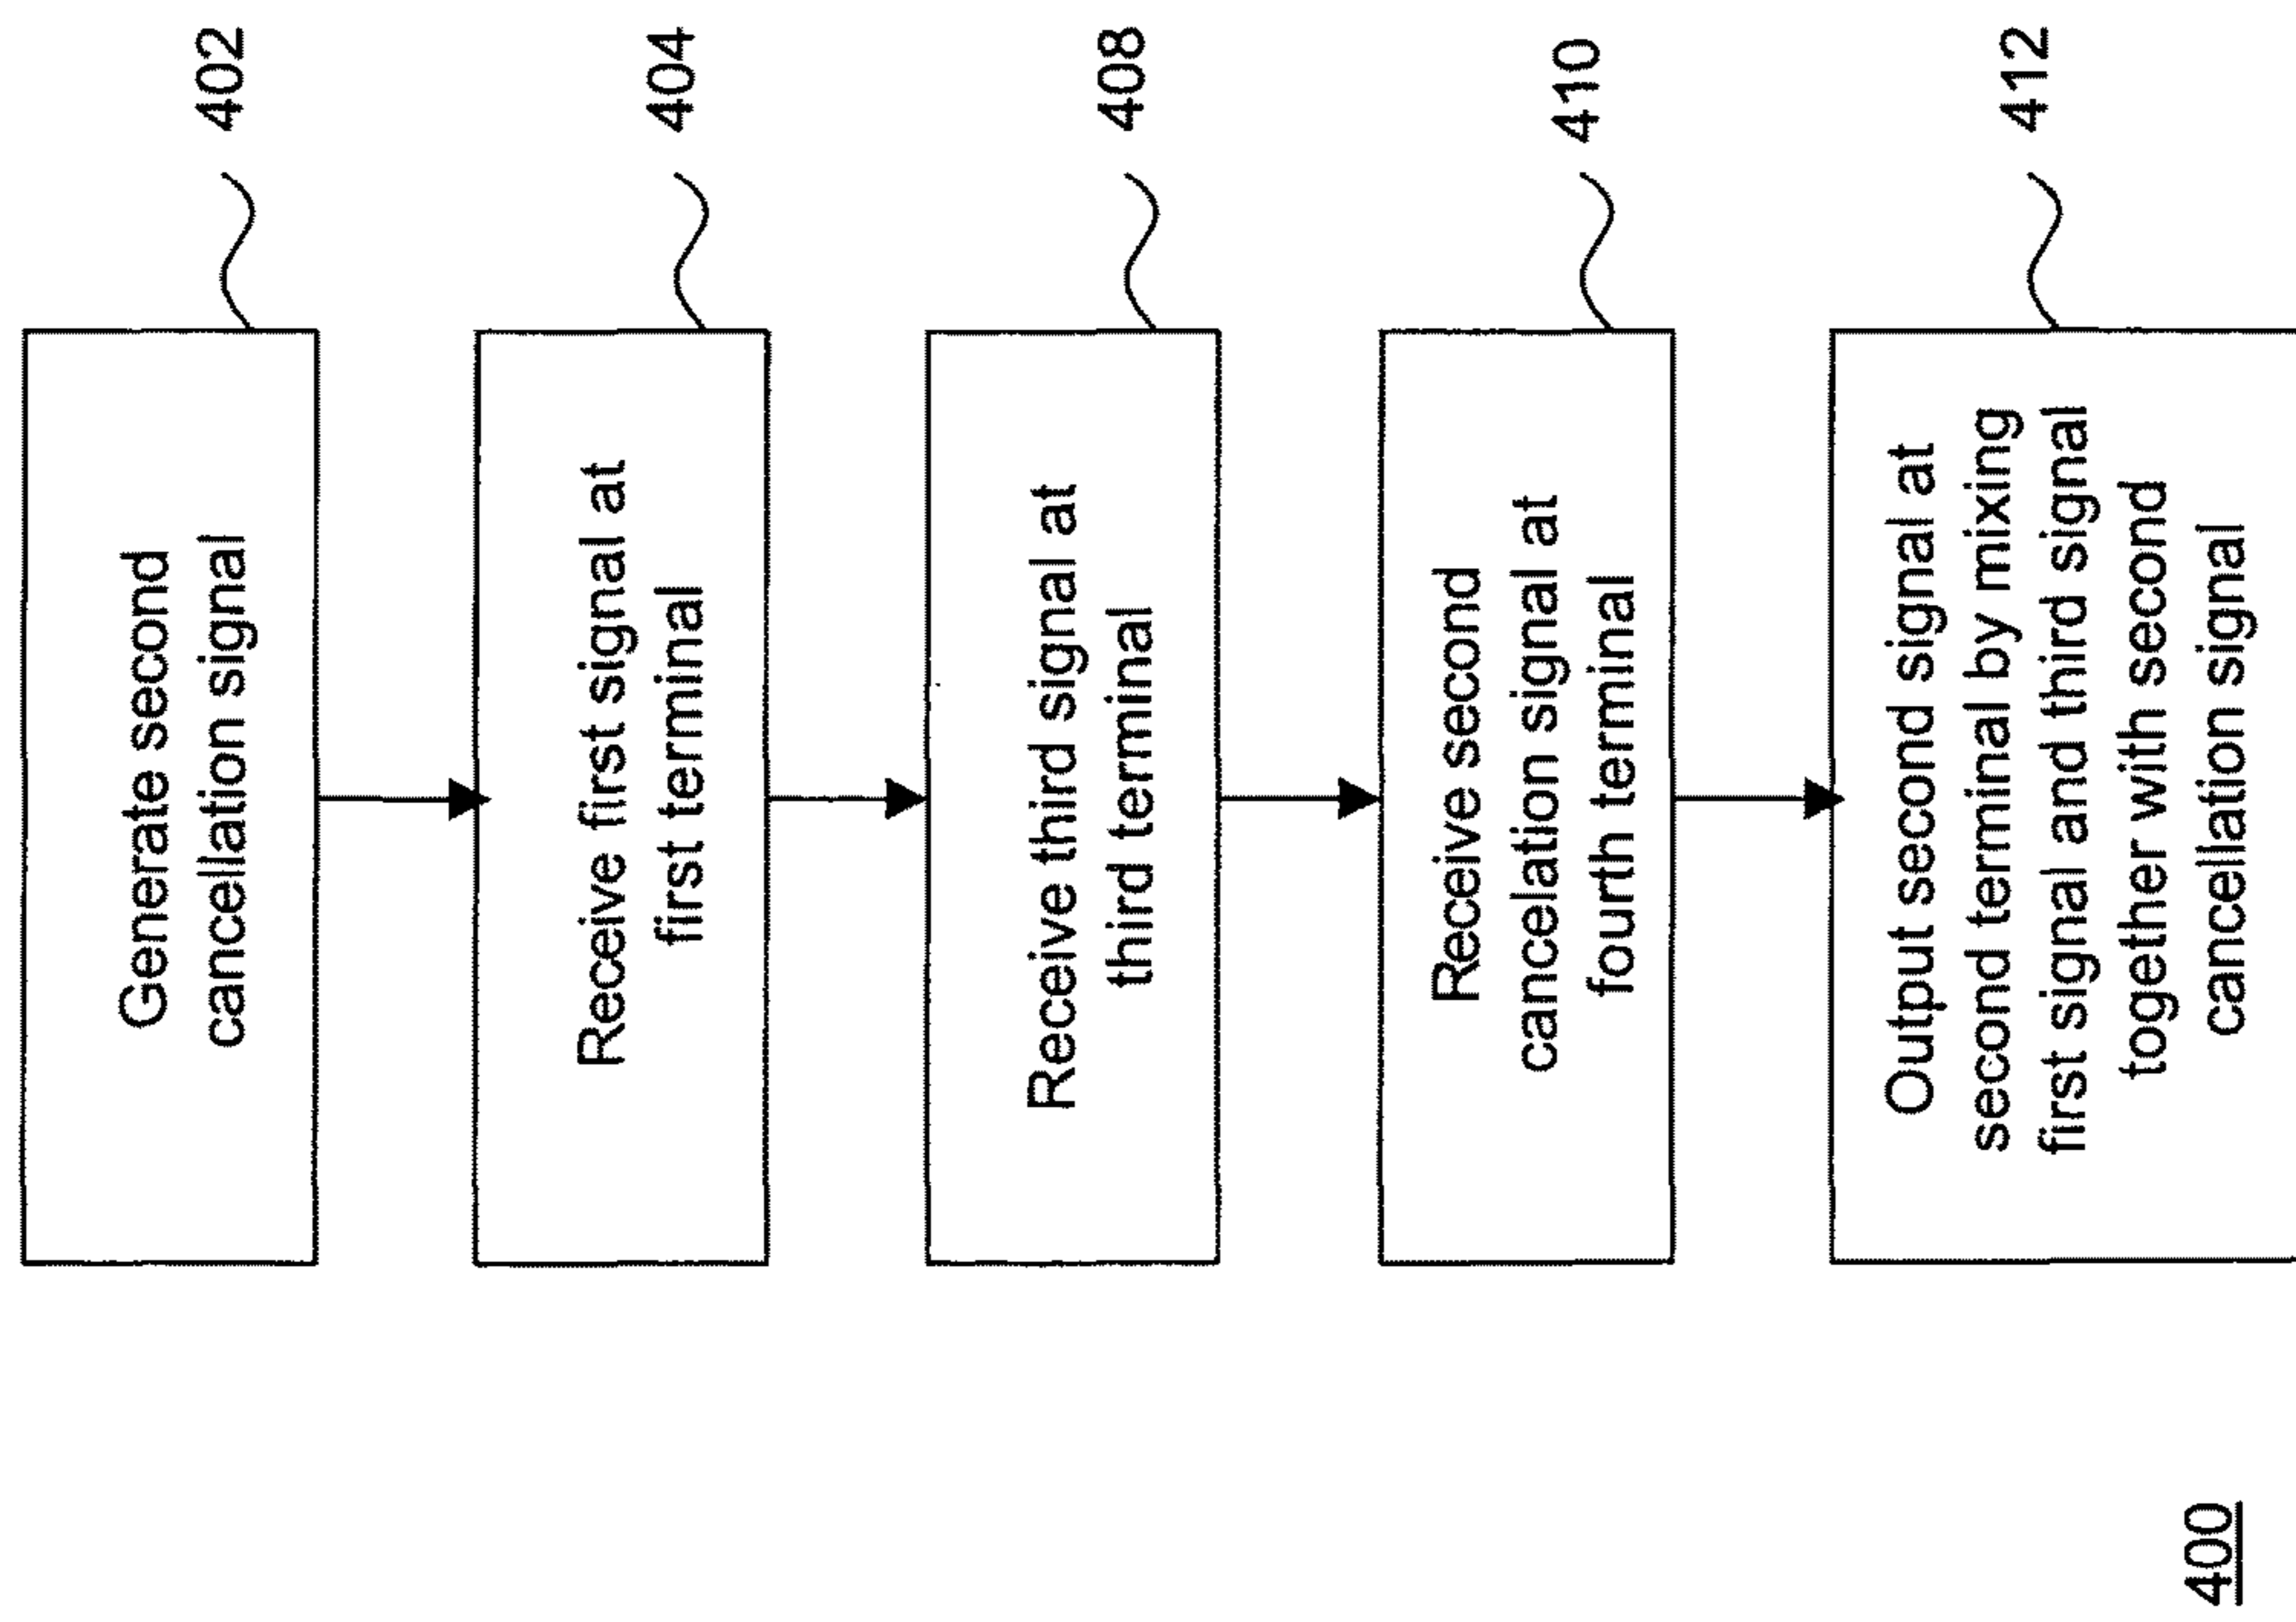 402
Generate second
cancellation signal
404
Receive first signal at
first terminal
408
Receive third signal at
third terminal
410
Receive second
cancelation signal at
fourth terminal
412
Output second signal at
second terminal by mixing
first signal and third signal
together with second
cancellation signal
400